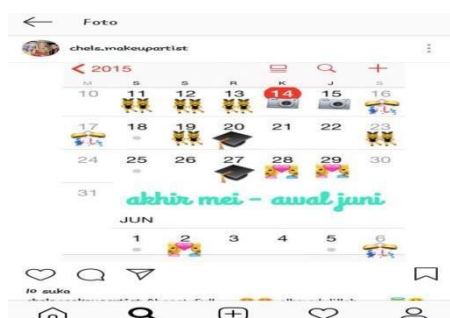 Foto
chels.makeupartist
2015
M S S R K J S
10 11 12 13 14 15 16
17 18 19 20 21 22 23
24 25 26 27 28 29 30
31
akhir mei - awal juni
JUN
1 2 3 4 5 6
10 suka